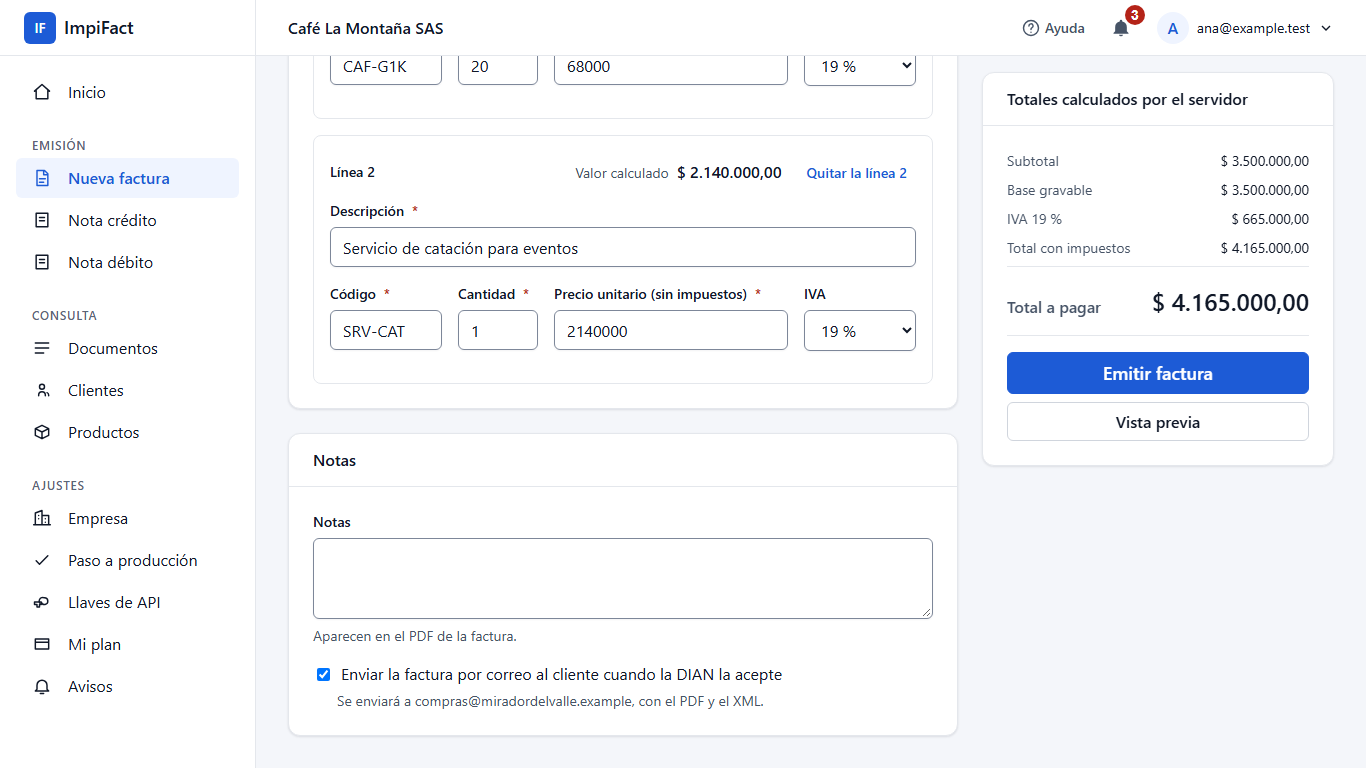 IF ImpiFact
Café La Montaña SAS
Ayuda
3
A
ana@example.test
Inicio
EMISIÓN
Nueva factura
Nota crédito
Nota débito
CONSULTA
Documentos
Clientes
Productos
AJUSTES
Empresa
Paso a producción
Llaves de API
Mi plan
Avisos
CAF-G1K 20 68000 19 %
Línea 2 Valor calculado $ 2.140.000,00 Quitar la línea 2
Descripción *
Servicio de catación para eventos
Código * Cantidad * Precio unitario (sin impuestos) * IVA
SRV-CAT 1 2140000 19 %
Notas
Notas
Aparecen en el PDF de la factura.
Enviar la factura por correo al cliente cuando la DIAN la acepte
Se enviará a compras@miradordelvalle.example, con el PDF y el XML.
Totales calculados por el servidor
Subtotal $ 3.500.000,00
Base gravable $ 3.500.000,00
IVA 19 % $ 665.000,00
Total con impuestos $ 4.165.000,00
Total a pagar $ 4.165.000,00
Emitir factura
Vista previa